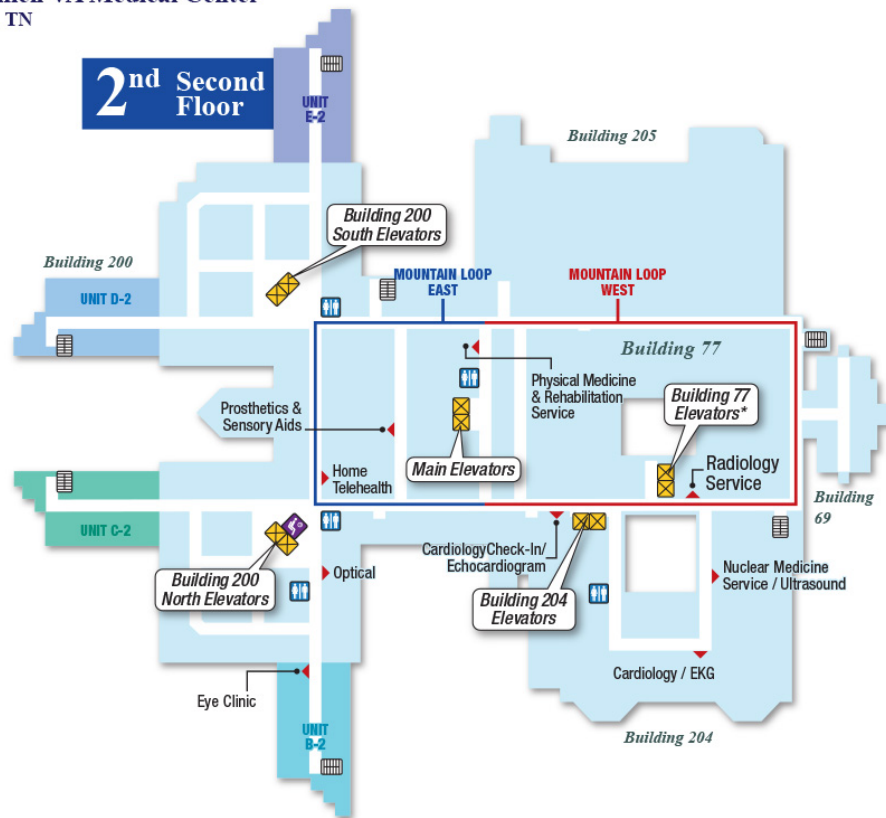 VA Medical Center
TN
2nd Second
Floor
UNIT
E-2
Building 205
Building 200
South Elevators
Building 200
UNIT D-2
MOUNTAIN LOOP
EAST
MOUNTAIN LOOP
WEST
Building 77
Physical Medicine
& Rehabilitation
Service
Building 77
Elevators*
Prosthetics &
Sensory Aids
Main Elevators
Radiology
Service
Home
Telehealth
Building
69
UNIT C-2
CardiologyCheck-In/
Echocardiogram
Nuclear Medicine
Service / Ultrasound
Optical
Building 200
North Elevators
Building 204
Elevators
Cardiology / EKG
Eye Clinic
UNIT
B-2
Building 204